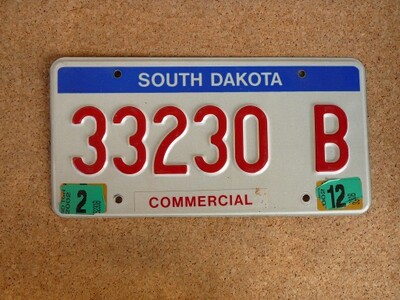 SOUTH DAKOTA
33230 B
2
12
COMMERCIAL